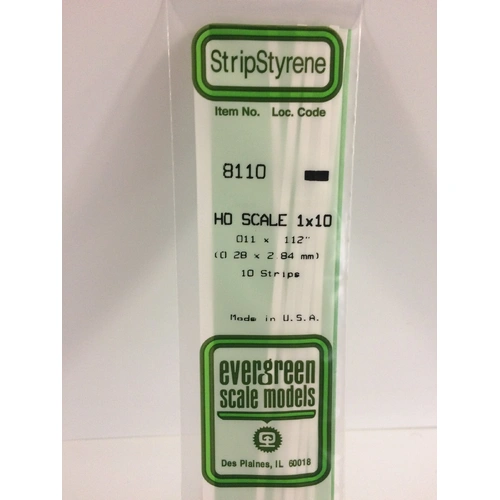 StripStyrene
Item No. Loc. Code
8110
HO SCALE 1x10
.011 x .112"
(0.28 x 2.84 mm)
10 Strips
Made in U.S.A.
evergreen
scale models
Des Plaines, IL 60018